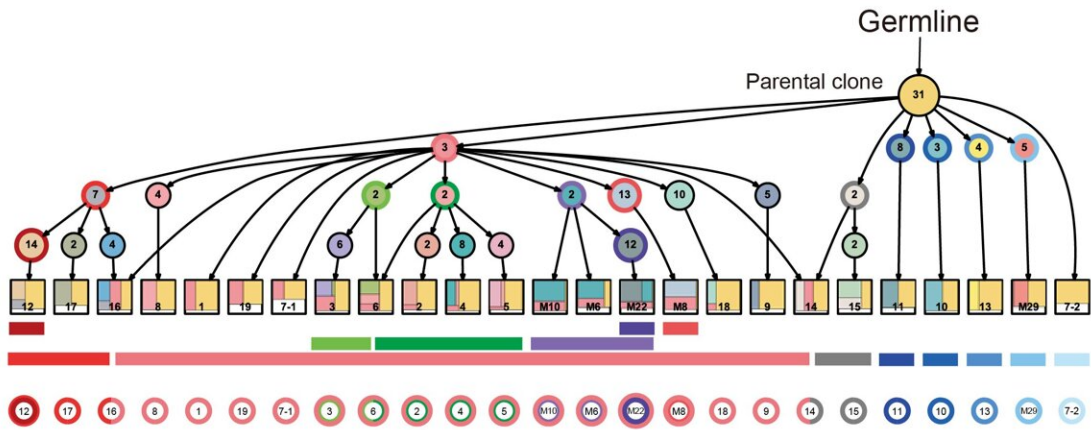 Germline
Parental clone
31
3 8 3 4 5
7 4 2 2 2 13 10 5 2
14 2 4 6 2 8 4 12 2
12 17 16 8 1 19 7-1 3 6 2 4 5 M10 M6 M22 M8 18 9 14 15 11 10 13 M29 7-2
12 17 16 8 1 19 7-1 3 6 2 4 5 M10 M6 M22 M8 18 9 14 15 11 10 13 M29 7-2